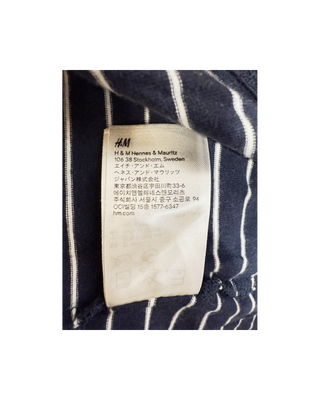 H&M
H & M Hennes & Mauritz
106 38 Stockholm, Sweden
エイチ・アンド・エム
ヘネス・アンド・マウリッツ
ジャパン株式会社
東京都渋谷区宇田川町33-6
에이치앤엠헤네스앤모리츠
주식회사 서울시 중구 소공로 94
OCI빌딩 15층 1577-6347
hm.com